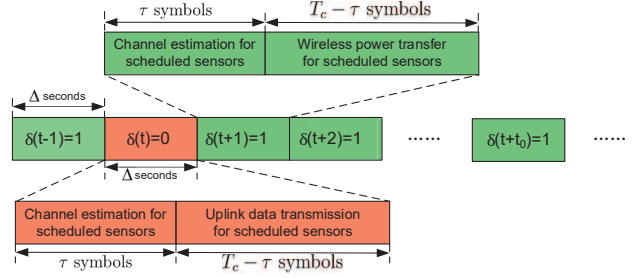 τ symbols
T_c − τ symbols
Channel estimation for
scheduled sensors
Wireless power transfer
for scheduled sensors
Δ seconds
δ(t-1)=1
δ(t)=0
δ(t+1)=1
δ(t+2)=1
......
δ(t+t₀)=1
......
Δ seconds
Channel estimation for
scheduled sensors
Uplink data transmission
for scheduled sensors
τ symbols
T_c − τ symbols